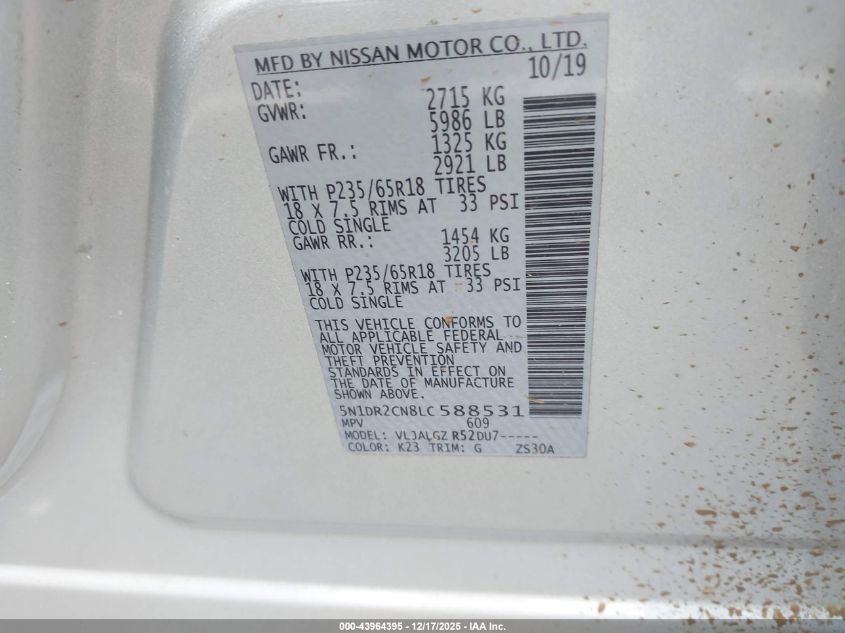 MFD BY NISSAN MOTOR CO., LTD.
DATE: 10/19
GVWR: 2715 KG
5986 LB
GAWR FR.: 1325 KG
2921 LB
WITH P235/65R18 TIRES
18 X 7.5 RIMS AT 33 PSI
COLD SINGLE
GAWR RR.: 1454 KG
3205 LB
WITH P235/65R18 TIRES
18 X 7.5 RIMS AT 33 PSI
COLD SINGLE
THIS VEHICLE CONFORMS TO
ALL APPLICABLE FEDERAL
MOTOR VEHICLE SAFETY AND
THEFT PREVENTION
STANDARDS IN EFFECT ON
THE DATE OF MANUFACTURE
SHOWN ABOVE.
5N1DR2CN8LC588531
MPV 609
MODEL: VLJALGZ R52DU7-----
COLOR: K23 TRIM: G ZS30A
000-43964395 - 12/17/2025 - IAA Inc.